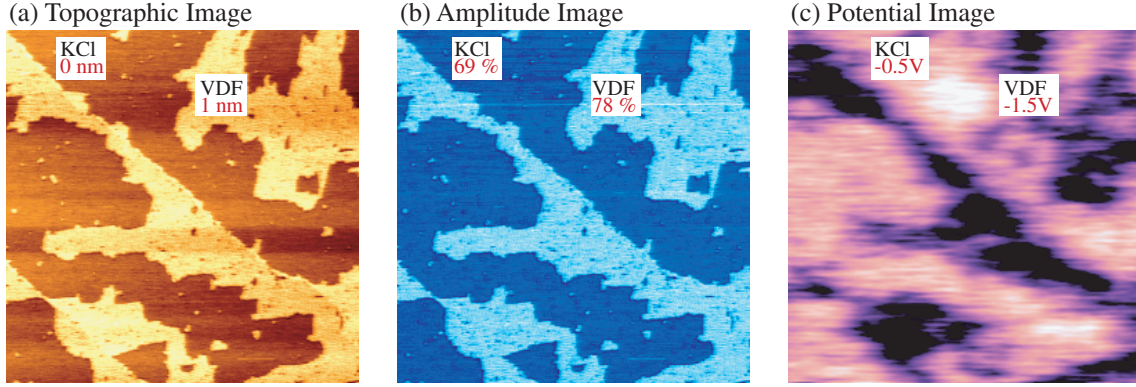 (a) Topographic Image
KCl
0 nm
VDF
1 nm
(b) Amplitude Image
KCl
69 %
VDF
78 %
(c) Potential Image
KCl
-0.5V
VDF
-1.5V